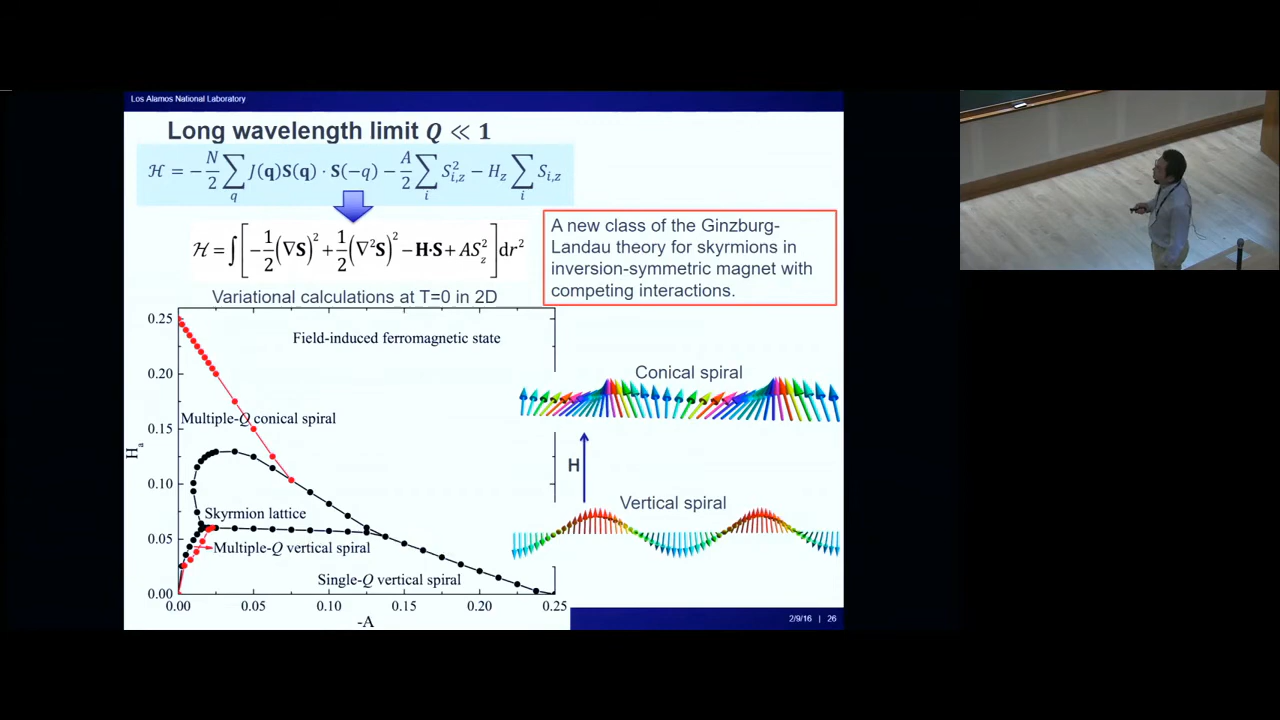 Los Alamos National Laboratory
Long wavelength limit Q ≪ 1
ℋ = −N/2 ∑_q J(q)S(q) · S(−q) − A/2 ∑_i S²_{i,z} − H_z ∑_i S_{i,z}
ℋ = ∫[−1/2(∇S)² + 1/2(∇²S)² − H·S + AS_z²]dr²
A new class of the Ginzburg-
Landau theory for skyrmions in
inversion-symmetric magnet with
competing interactions.
Variational calculations at T=0 in 2D
0.25
0.20
0.15
0.10
0.05
0.00
H_a
Field-induced ferromagnetic state
Multiple-Q conical spiral
Skyrmion lattice
Multiple-Q vertical spiral
Single-Q vertical spiral
0.00 0.05 0.10 0.15 0.20 0.25
-A
Conical spiral
H
Vertical spiral
2/9/16 | 26